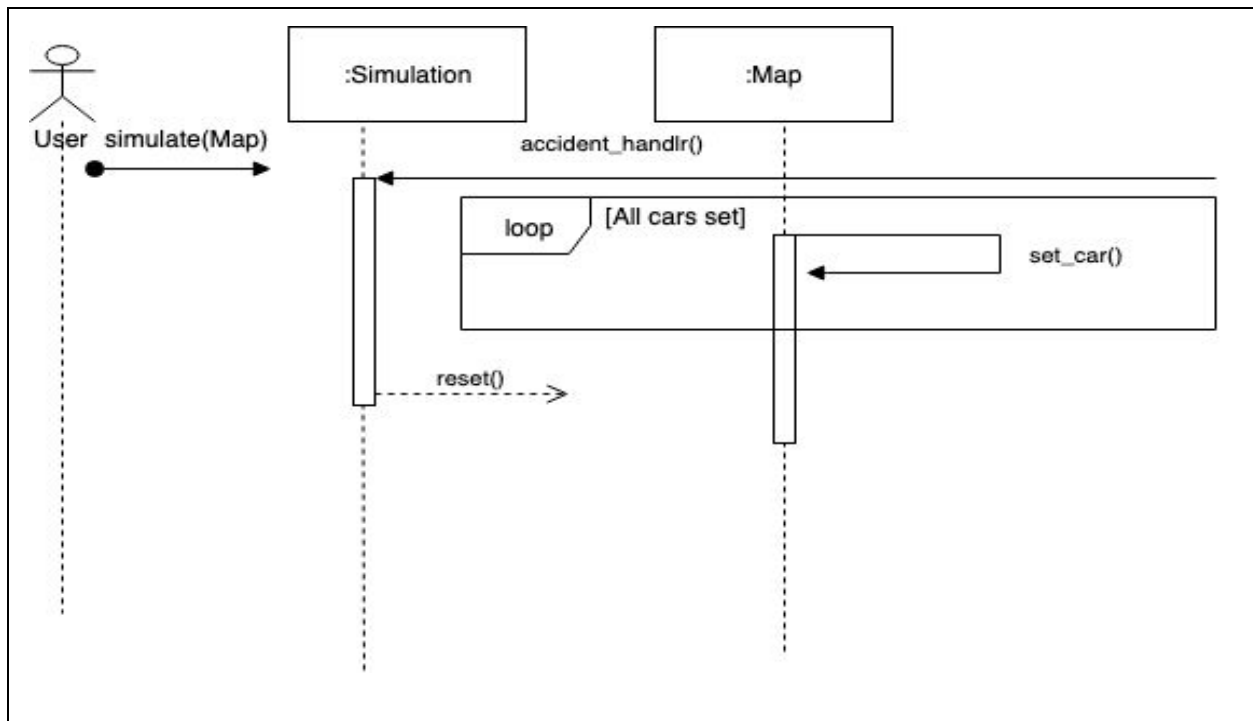 :Simulation
:Map
User
simulate(Map)
accident_handlr()
loop
[All cars set]
set_car()
reset()